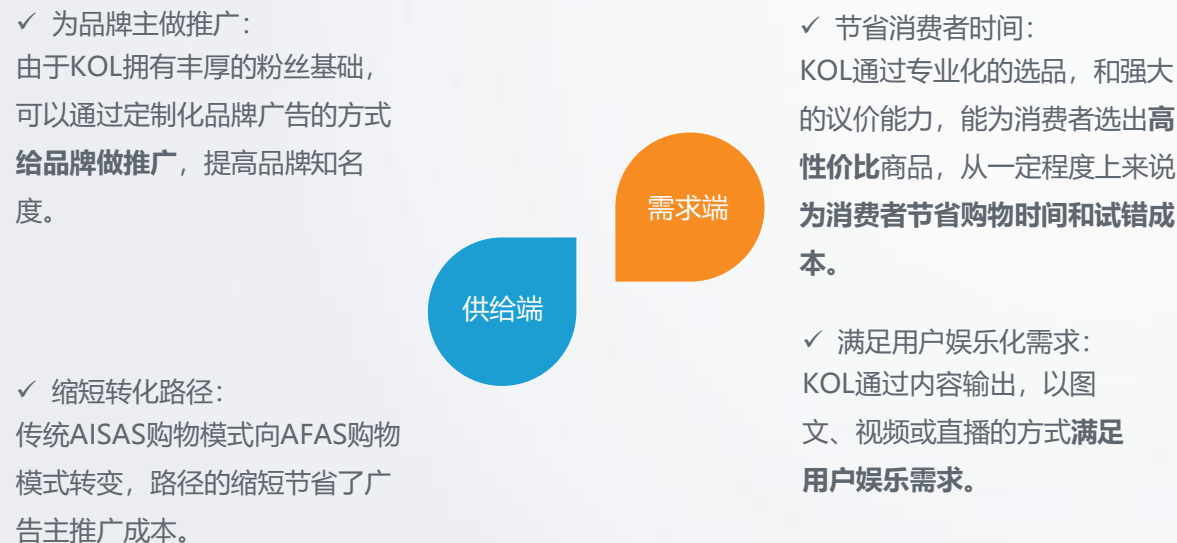 ✓ 为品牌主做推广：
由于KOL拥有丰厚的粉丝基础，
可以通过定制化品牌广告的方式
给品牌做推广，提高品牌知名
度。
✓ 缩短转化路径：
传统AISAS购物模式向AFAS购物
模式转变，路径的缩短节省了广
告主推广成本。
供给端
需求端
✓ 节省消费者时间：
KOL通过专业化的选品，和强大
的议价能力，能为消费者选出高
性价比商品，从一定程度上来说
为消费者节省购物时间和试错成
本。
✓ 满足用户娱乐化需求：
KOL通过内容输出，以图
文、视频或直播的方式满足
用户娱乐需求。